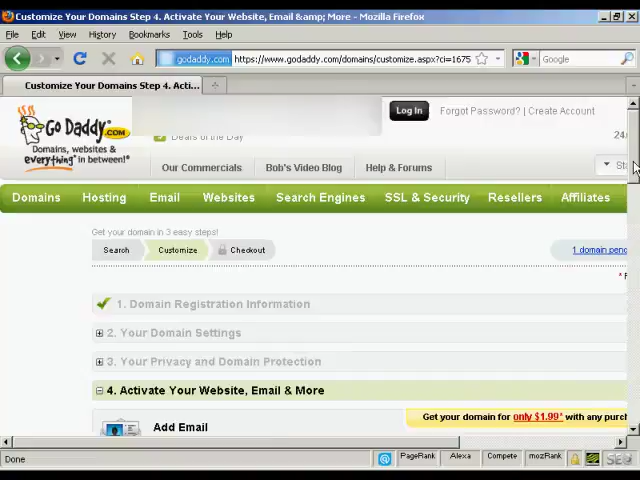 Customize Your Domains Step 4. Activate Your Website, Email &amp; More - Mozilla Firefox
File Edit View History Bookmarks Tools Help
godaddy.com https://www.godaddy.com/domains/customize.aspx?ci=1675 Google
Customize Your Domains Step 4. Acti...
Log In Forgot Password? | Create Account
Go Daddy .COM
Deals of the Day
24
Domains, websites &
everything* in between!®
Our Commercials Bob's Video Blog Help & Forums
Domains Hosting Email Websites Search Engines SSL & Security Resellers Affiliates
Get your domain in 3 easy steps!
Search Customize Checkout 1 domain pend
1. Domain Registration Information
2. Your Domain Settings
3. Your Privacy and Domain Protection
4. Activate Your Website, Email & More
Get your domain for only $1.99* with any purch
Add Email
Done PageRank Alexa Compete mozRank